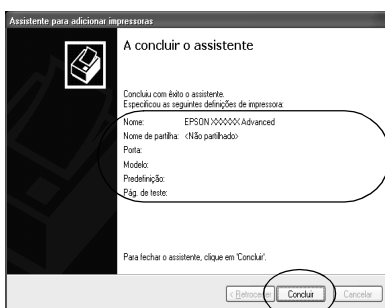 Assistente para adicionar impressoras
A concluir o assistente
Concluiu com êxito o assistente.
Especificou as seguintes definições de impressora:
Nome: EPSON XXXXXX Advanced
Nome de partilha: <Não partilhado>
Porta:
Modelo:
Predefinição:
Pág. de teste:
Para fechar o assistente, clique em 'Concluir'.
< Retroceder Concluir Cancelar